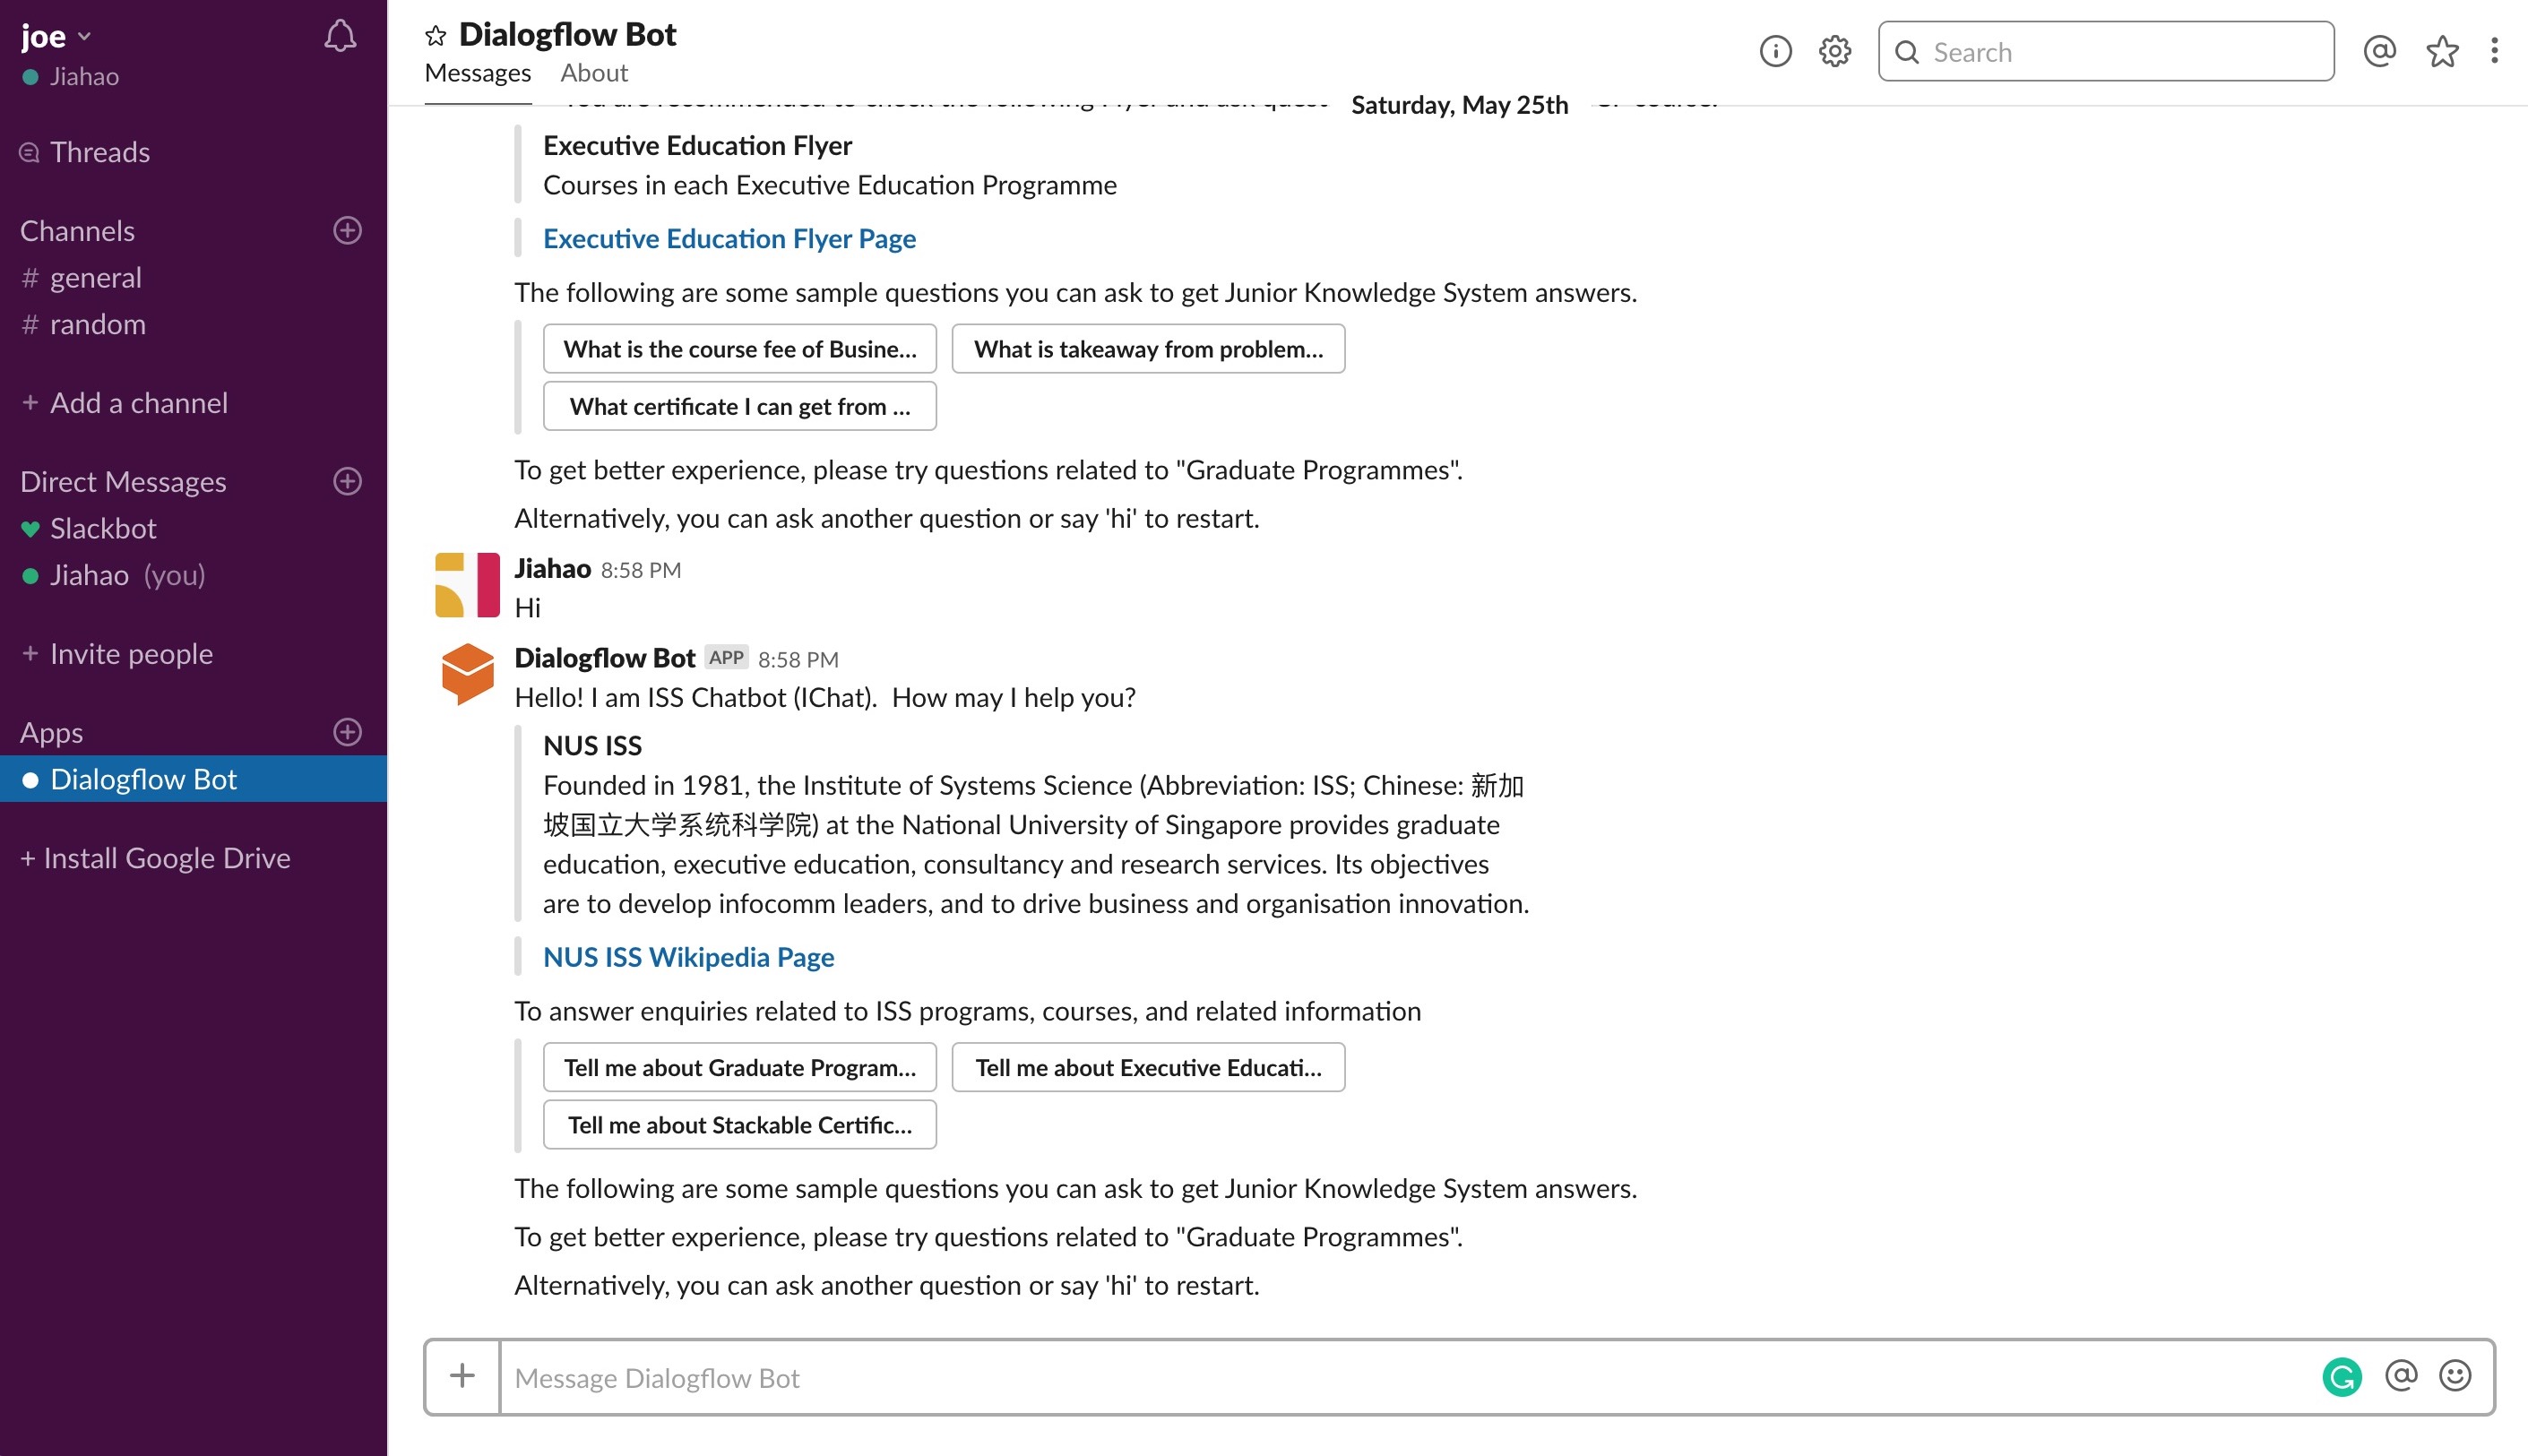 joe
Jiahao
Threads
Channels
# general
# random
+ Add a channel
Direct Messages
Slackbot
Jiahao (you)
+ Invite people
Apps
Dialogflow Bot
+ Install Google Drive
Dialogflow Bot
Messages About
Search
You are recommended to check the following Flyer and ask quest
Saturday, May 25th
course.
Executive Education Flyer
Courses in each Executive Education Programme
Executive Education Flyer Page
The following are some sample questions you can ask to get Junior Knowledge System answers.
What is the course fee of Busine... What is takeaway from problem...
What certificate I can get from ...
To get better experience, please try questions related to "Graduate Programmes".
Alternatively, you can ask another question or say 'hi' to restart.
Jiahao 8:58 PM
Hi
Dialogflow Bot APP 8:58 PM
Hello! I am ISS Chatbot (IChat). How may I help you?
NUS ISS
Founded in 1981, the Institute of Systems Science (Abbreviation: ISS; Chinese: 新加
坡国立大学系统科学院) at the National University of Singapore provides graduate
education, executive education, consultancy and research services. Its objectives
are to develop infocomm leaders, and to drive business and organisation innovation.
NUS ISS Wikipedia Page
To answer enquiries related to ISS programs, courses, and related information
Tell me about Graduate Program... Tell me about Executive Educati...
Tell me about Stackable Certific...
The following are some sample questions you can ask to get Junior Knowledge System answers.
To get better experience, please try questions related to "Graduate Programmes".
Alternatively, you can ask another question or say 'hi' to restart.
Message Dialogflow Bot